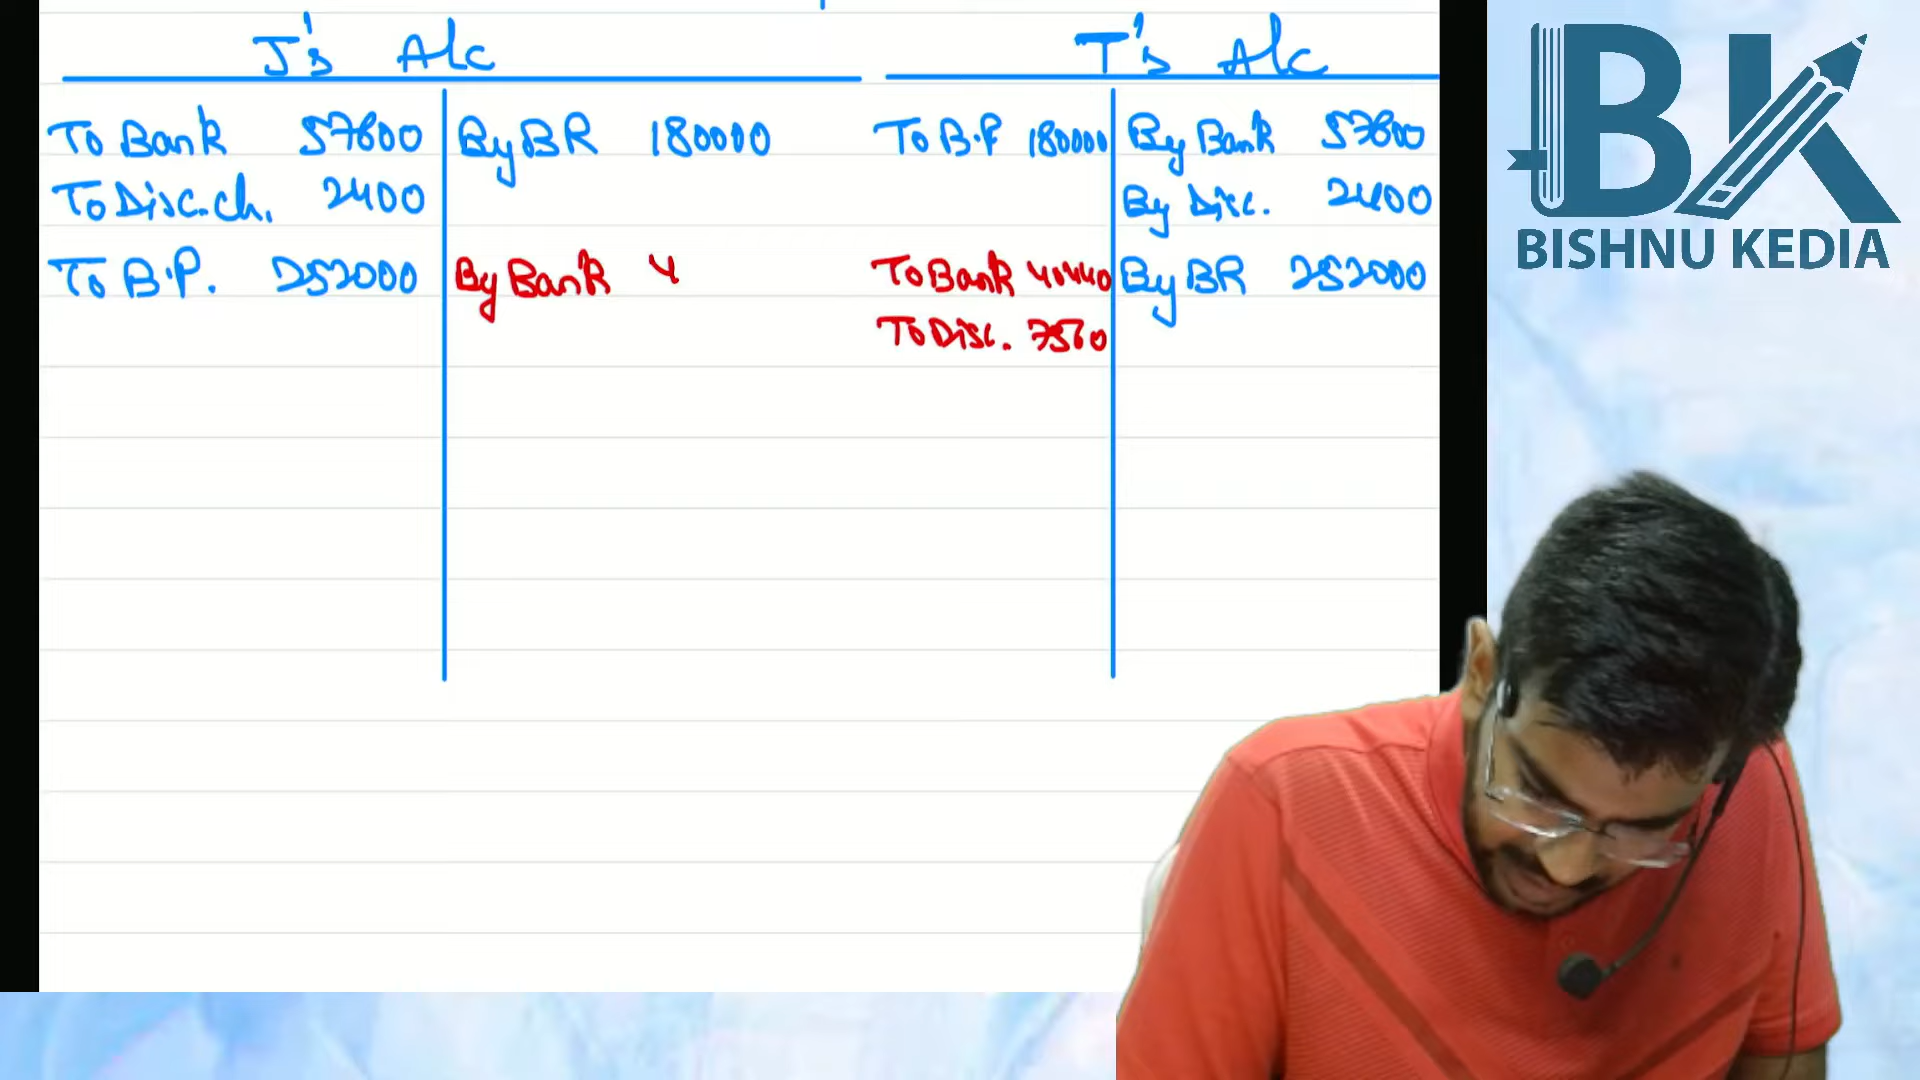 J's A/c
To Bank 57600 By BR 180000
To Disc.ch. 2400
To B.P. 252000 By Bank 4
T's A/c
To B.P 180000 By Bank 57600
By Disc. 2400
To Bank 40440 By BR 252000
To Disc. 7560
BK
BISHNU KEDIA